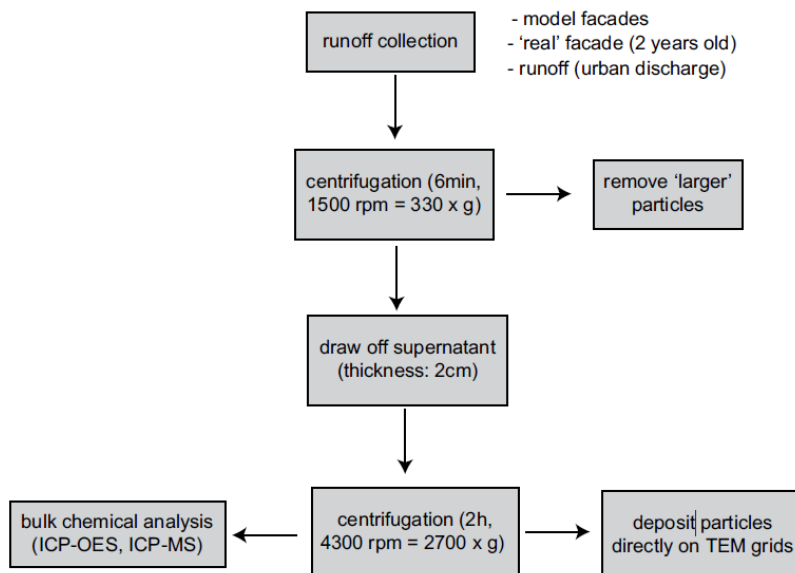 runoff collection
- model facades
- ‘real’ facade (2 years old)
- runoff (urban discharge)
centrifugation (6min,
1500 rpm = 330 x g)
remove ‘larger’
particles
draw off supernatant
(thickness: 2cm)
bulk chemical analysis
(ICP-OES, ICP-MS)
centrifugation (2h,
4300 rpm = 2700 x g)
deposit particles
directly on TEM grids